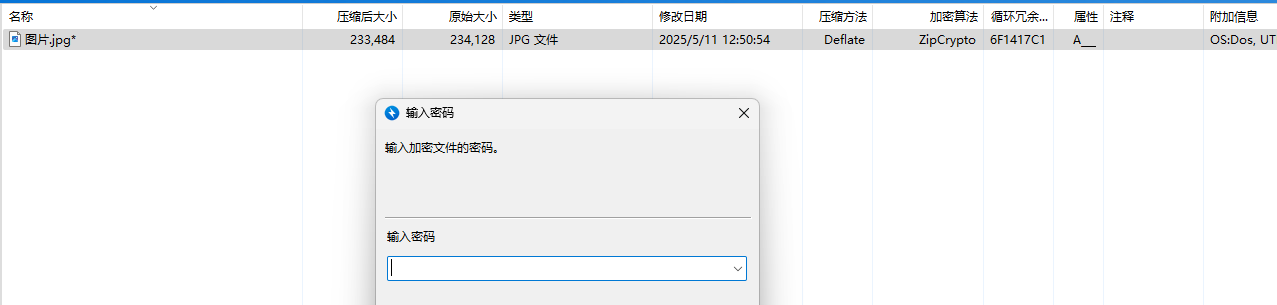 名称 压缩后大小 原始大小 类型 修改日期 压缩方法 加密算法 循环冗余... 属性 注释 附加信息
图片.jpg* 233,484 234,128 JPG 文件 2025/5/11 12:50:54 Deflate ZipCrypto 6F1417C1 A__ OS:Dos, UT
输入密码
输入加密文件的密码。
输入密码